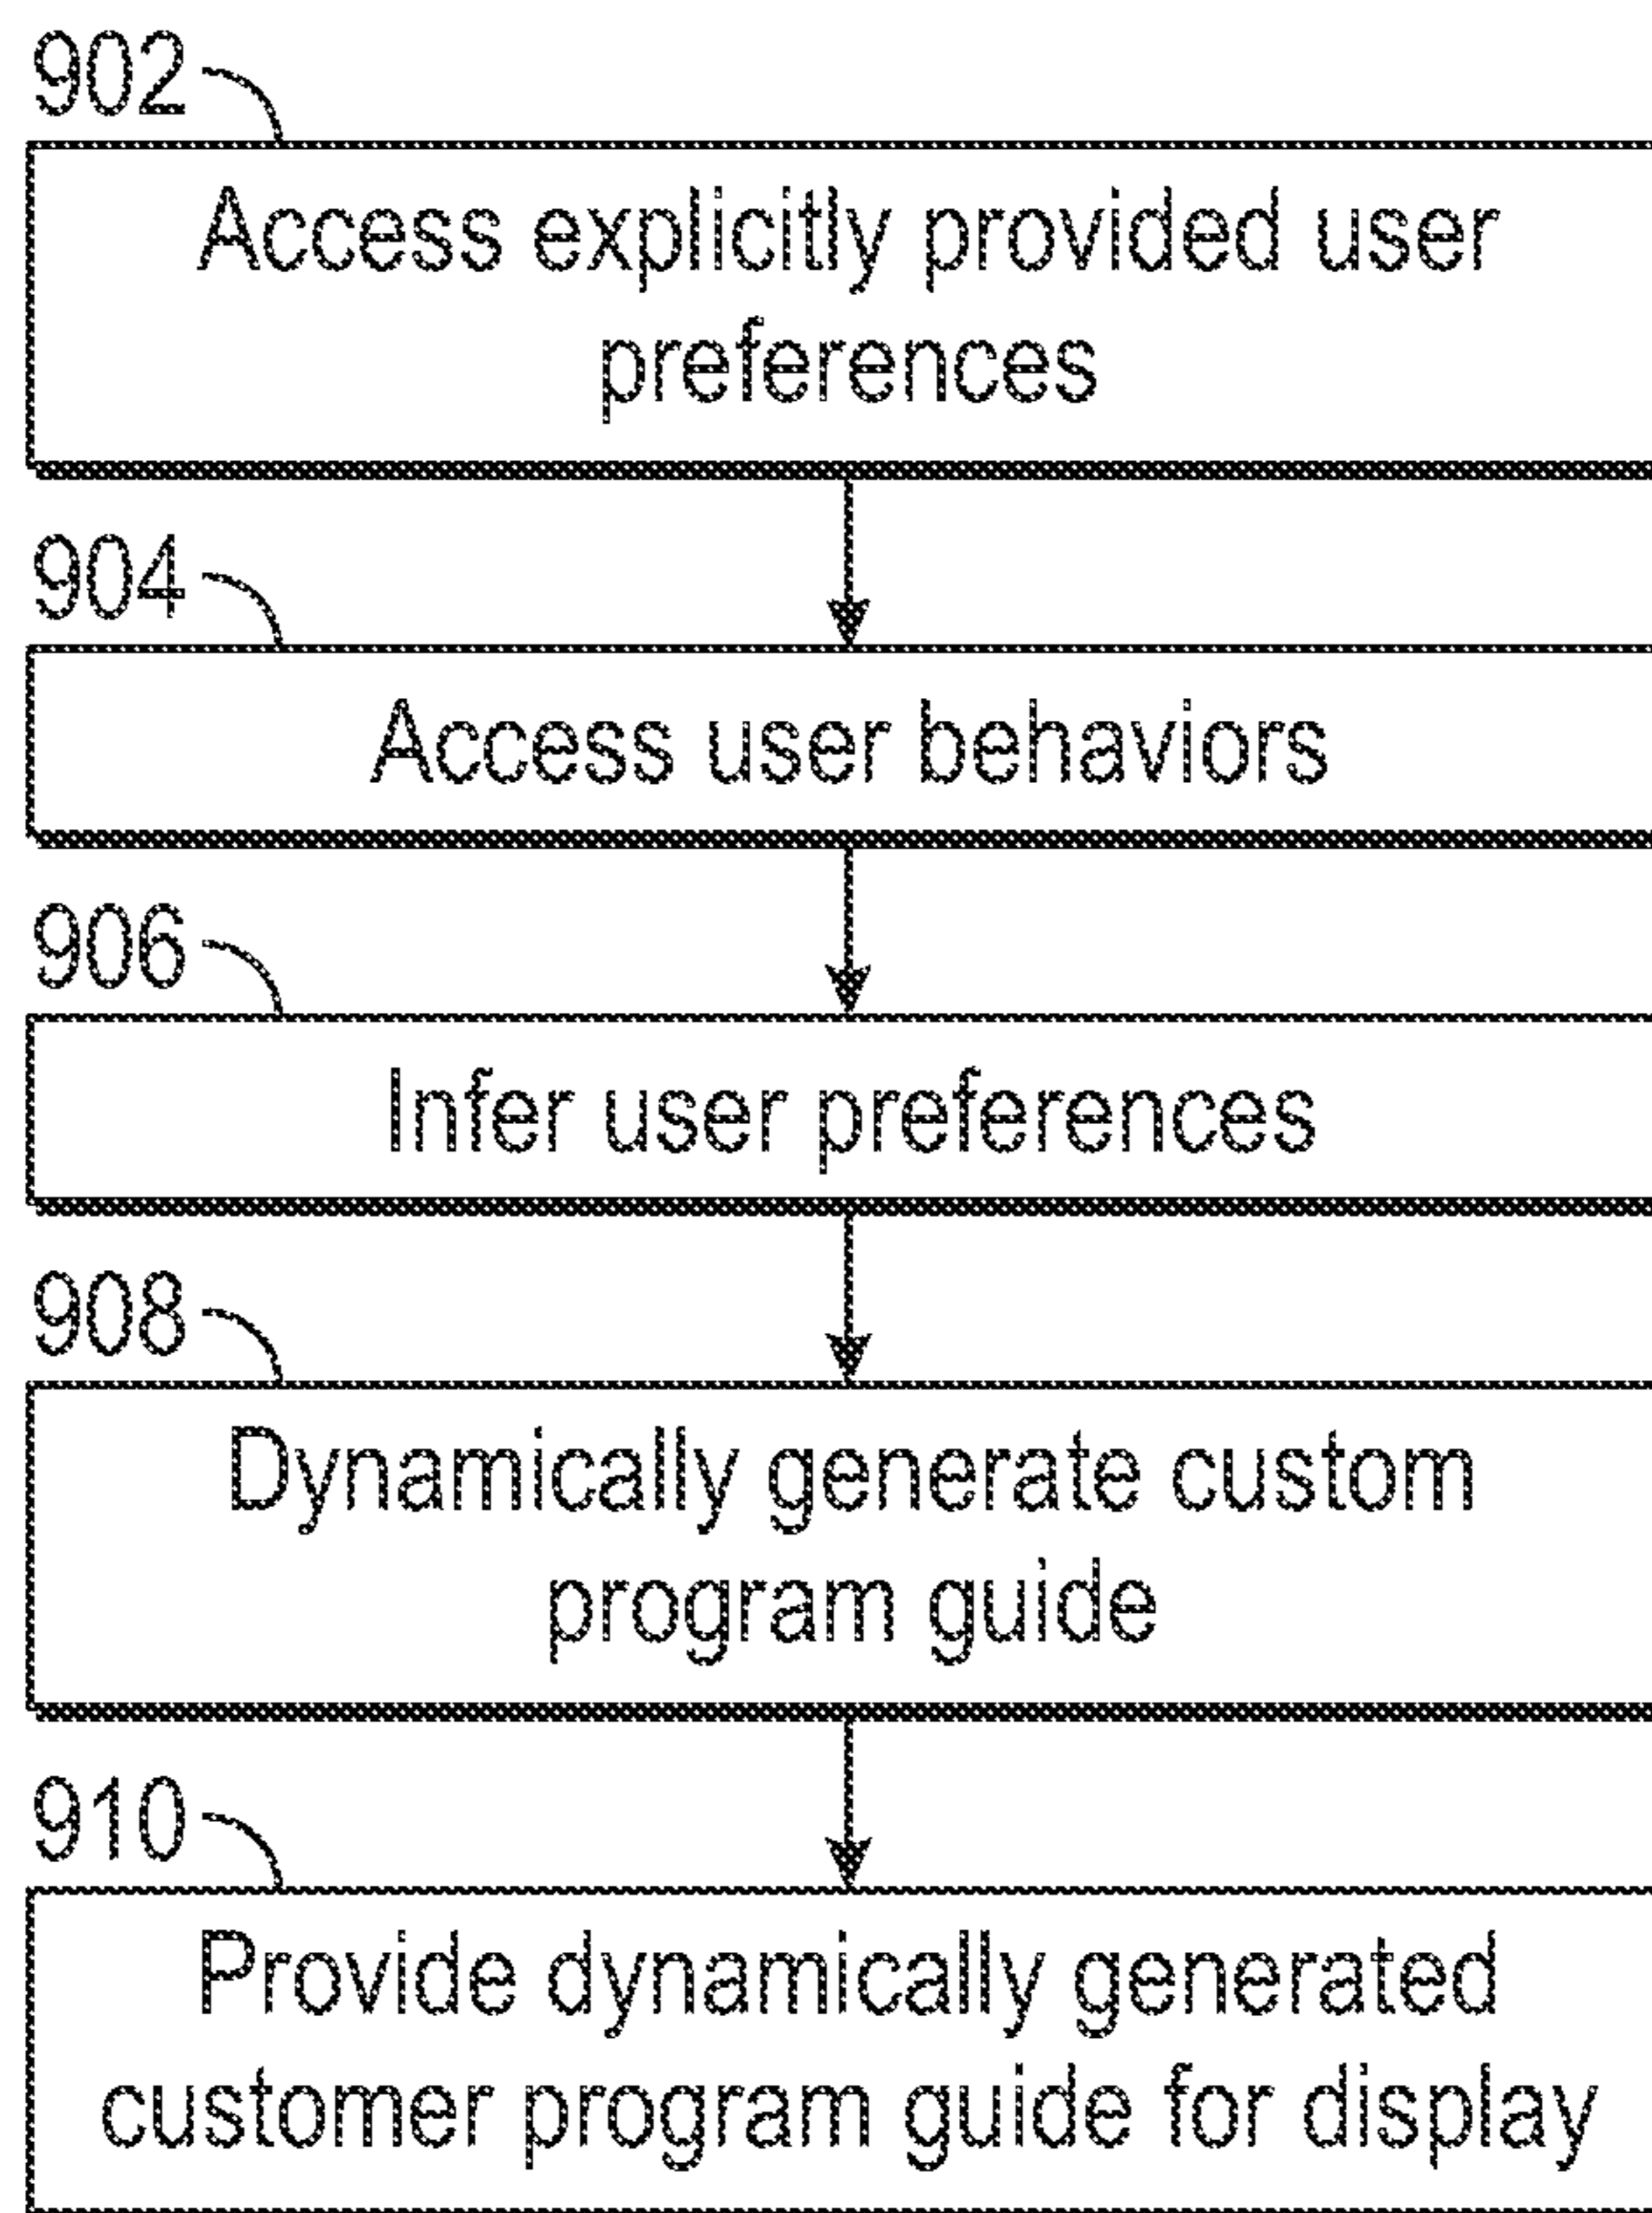 902
Access explicitly provided user
preferences
904
Access user behaviors
906
Infer user preferences
908
Dynamically generate custom
program guide
910
Provide dynamically generated
customer program guide for display